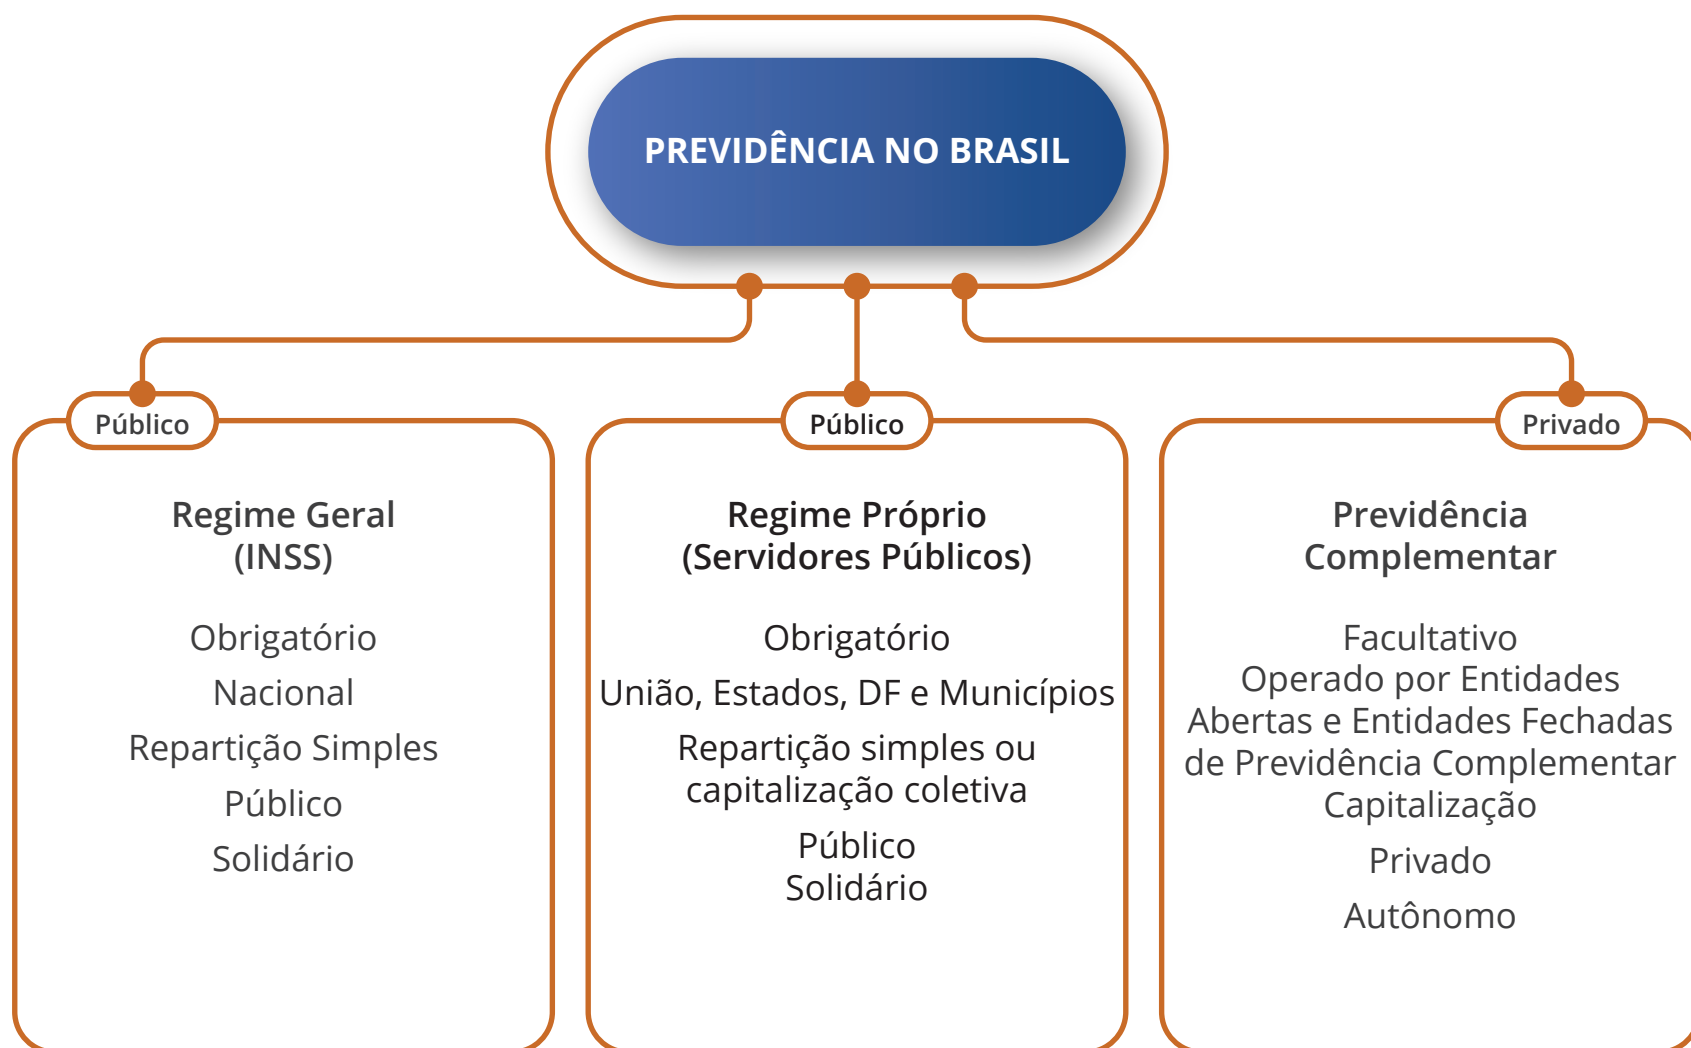 PREVIDÊNCIA NO BRASIL
Público
Regime Geral
(INSS)
Obrigatório
Nacional
Repartição Simples
Público
Solidário
Público
Regime Próprio
(Servidores Públicos)
Obrigatório
União, Estados, DF e Municípios
Repartição simples ou
capitalização coletiva
Público
Solidário
Privado
Previdência
Complementar
Facultativo
Operado por Entidades
Abertas e Entidades Fechadas
de Previdência Complementar
Capitalização
Privado
Autônomo